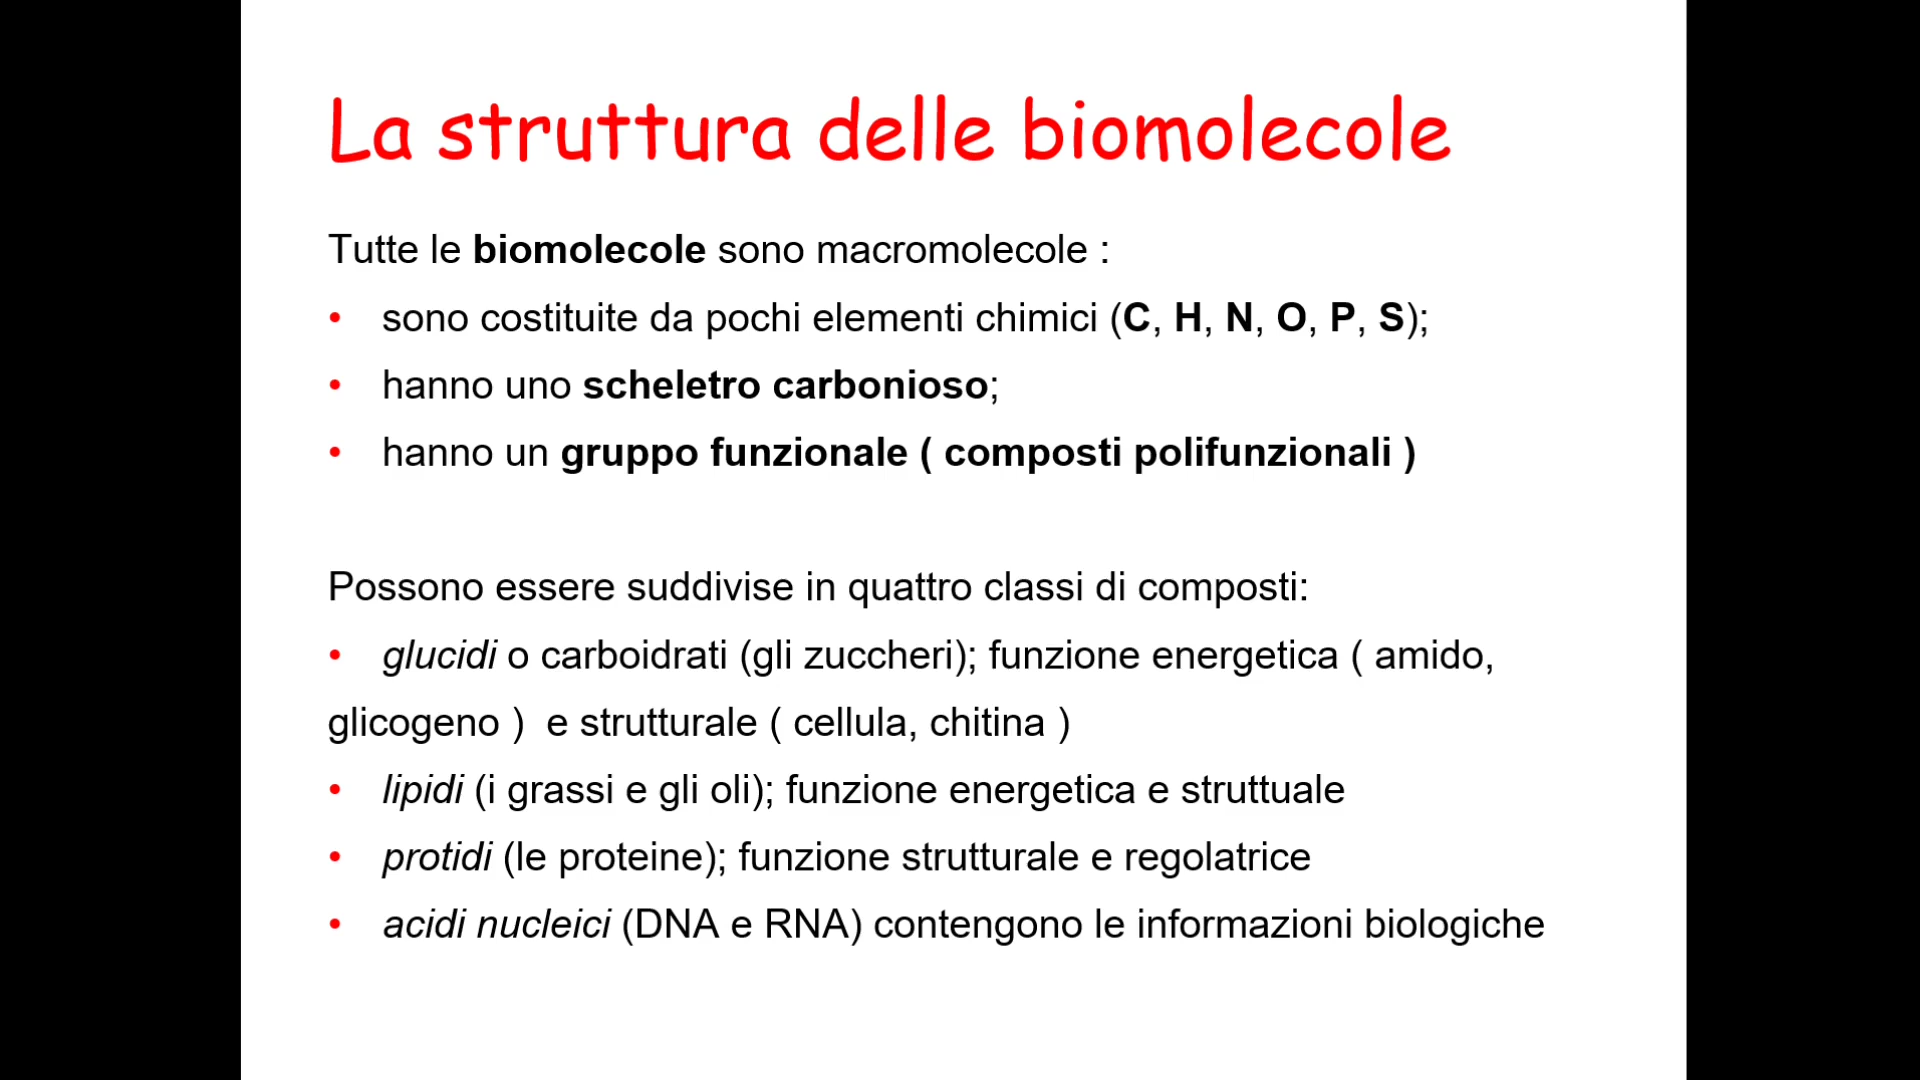 La struttura delle biomolecole
Tutte le biomolecole sono macromolecole :
• sono costituite da pochi elementi chimici (C, H, N, O, P, S);
• hanno uno scheletro carbonioso;
• hanno un gruppo funzionale ( composti polifunzionali )
Possono essere suddivise in quattro classi di composti:
• glucidi o carboidrati (gli zuccheri); funzione energetica ( amido,
glicogeno )  e strutturale ( cellula, chitina )
• lipidi (i grassi e gli oli); funzione energetica e struttuale
• protidi (le proteine); funzione strutturale e regolatrice
• acidi nucleici (DNA e RNA) contengono le informazioni biologiche